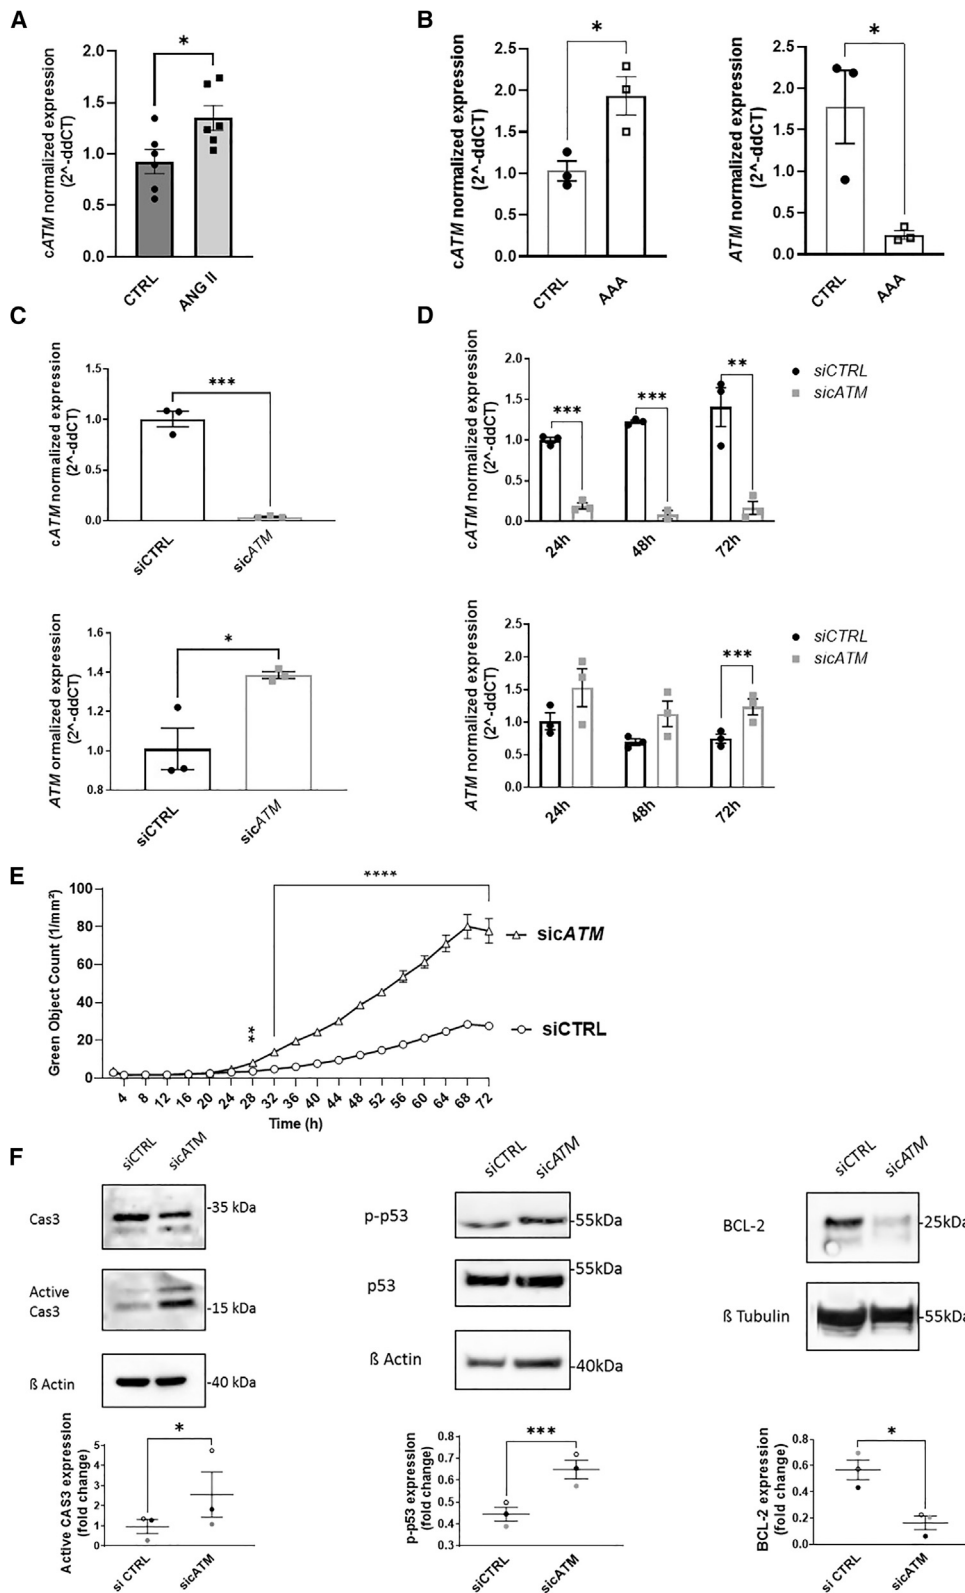 A
cATM normalized expression
(2^-ddCT)
2.0
1.5
1.0
0.5
0.0
*
CTRL
ANG II
B
cATM normalized expression
(2^-ddCT)
2.5
2.0
1.5
1.0
0.5
0.0
*
CTRL
AAA
ATM normalized expression
(2^-ddCT)
2.5
2.0
1.5
1.0
0.5
0.0
*
CTRL
AAA
C
cATM normalized expression
(2^-ddCT)
1.5
1.0
0.5
0.0
***
siCTRL
sicATM
ATM ormalized expression
(2^-ddCT)
1.6
1.4
1.2
1.0
0.8
*
siCTRL
sicATM
D
cATM normalized expression
(2^-ddCT)
2.0
1.5
1.0
0.5
0.0
***
***
**
24h
48h
72h
siCTRL
sicATM
ATM normalized expression
(2^-ddCT)
2.5
2.0
1.5
1.0
0.5
0.0
***
24h
48h
72h
siCTRL
sicATM
E
Green Object Count (1/mm²)
100
80
60
40
20
0
**
****
sicATM
siCTRL
4 8 12 16 20 24 28 32 36 40 44 48 52 56 60 64 68 72
Time (h)
F
siCTRL sicATM
Cas3
-35 kDa
Active
Cas3
-15 kDa
ß Actin
-40 kDa
Active CAS3 expression
(fold change)
5
4
3
2
1
0
*
si CTRL
sicATM
siCTRL sicATM
p-p53
-55kDa
p53
-55kDa
ß Actin
-40kDa
p-p53 expression
(fold change)
0.8
0.7
0.6
0.5
0.4
0.3
***
siCTRL
sicATM
siCTRL sicATM
BCL-2
-25kDa
ß Tubulin
-55kDa
BCL-2 expression
(fold change)
0.8
0.6
0.4
0.2
0.0
*
si CTRL
sicATM